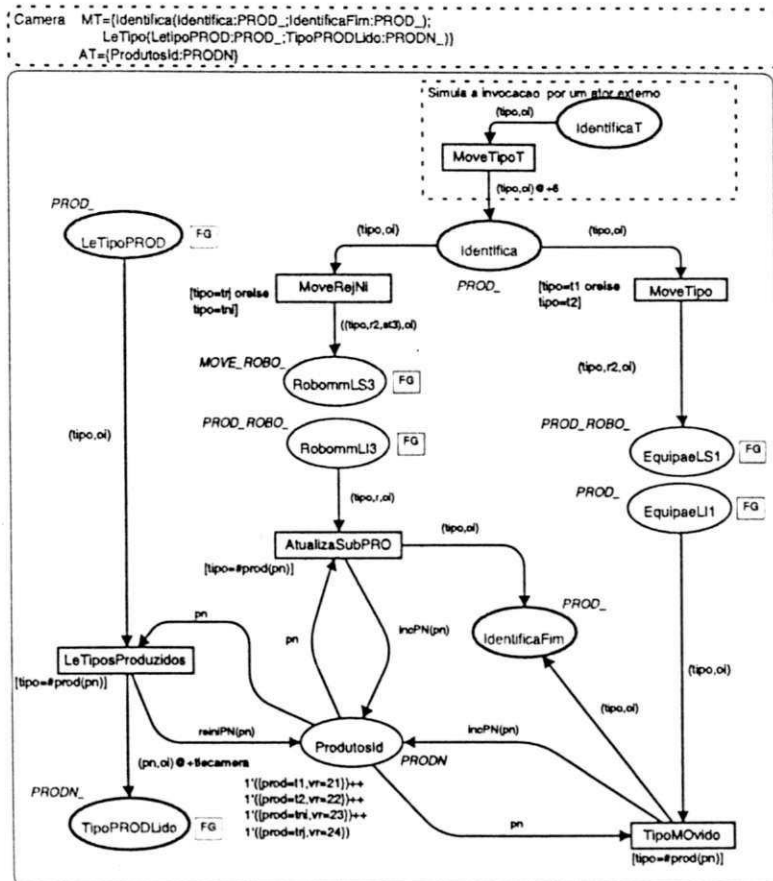 Camera MT={Identifica(Identifica:PROD_;IdentificaFim:PROD_);
LeTipo(LetipoPROD:PROD_;TipoPRODLido:PRODN_)}
AT={ProdutosId:PRODN}
Simula a invocacao por um ator externo
(tipo,oi)
IdentificaT
MoveTipoT
(tipo,oi) @ +6
PROD_
LeTipoPROD
FG
(tipo,oi)
Identifica
(tipo,oi)
PROD_
MoveRejNi
[tipo=trj orelse
tipo=tni]
[tipo=t1 orelse
tipo=t2]
MoveTipo
((tipo,r2,st3),oi)
MOVE_ROBO_
RobommLS3
FG
(tipo,r2,oi)
PROD_ROBO_
RobommLI3
FG
PROD_ROBO_
EquipaeLS1
FG
(tipo,oi)
PROD_
EquipaeLI1
FG
(tipo,r,oi)
AtualizaSubPRO
[tipo=#prod(pn)]
(tipo,oi)
pn
pn
incPN(pn)
PROD_
IdentificaFim
LeTiposProduzidos
[tipo=#prod(pn)]
(tipo,oi)
(tipo,oi)
reiniPN(pn)
ProdutosId
PRODN
incPN(pn)
(pn,oi) @ +tlecamera
PRODN_
TipoPRODLido
FG
1'({prod=t1,vr=21})++
1'({prod=t2,vr=22})++
1'({prod=tni,vr=23})++
1'({prod=trj,vr=24})
pn
TipoMOvido
[tipo=#prod(pn)]